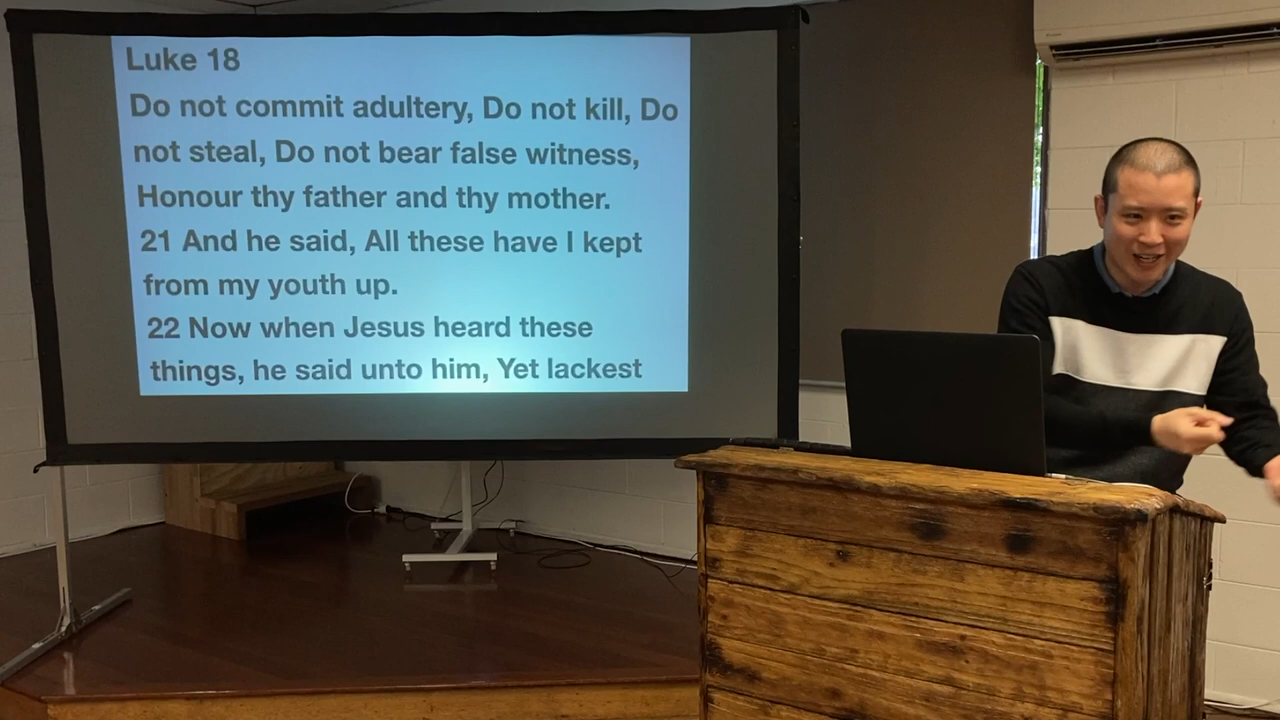 Luke 18
Do not commit adultery, Do not kill, Do
not steal, Do not bear false witness,
Honour thy father and thy mother.
21 And he said, All these have I kept
from my youth up.
22 Now when Jesus heard these
things, he said unto him, Yet lackest